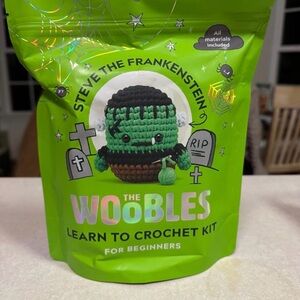 All
materials
included
STEVE THE FRANKENSTEIN
RIP
THE
WOOBLES
LEARN TO CROCHET KIT
FOR BEGINNERS